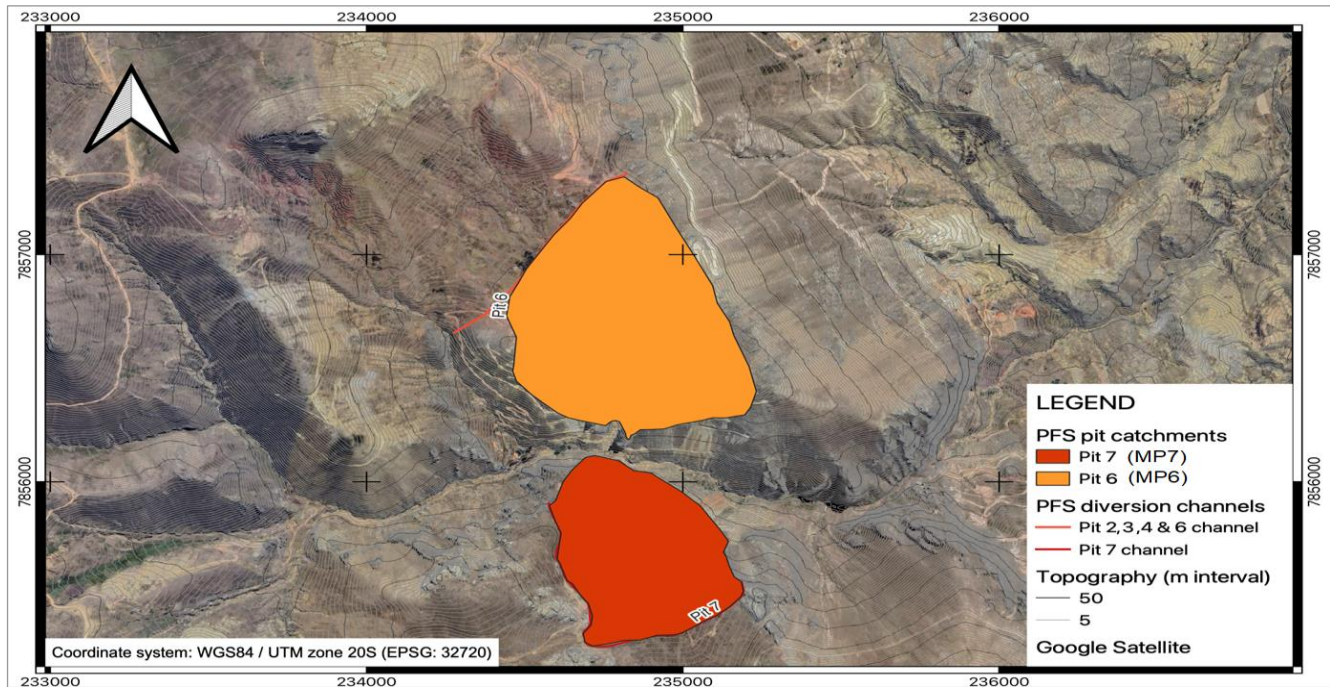 233000 234000 235000 236000
7857000 7857000
Pit 6
7856000 7856000
Pit 7
LEGEND
PFS pit catchments
Pit 7 (MP7)
Pit 6 (MP6)
PFS diversion channels
Pit 2,3,4 & 6 channel
Pit 7 channel
Topography (m interval)
50
5
Google Satellite
Coordinate system: WGS84 / UTM zone 20S (EPSG: 32720)
233000 234000 235000 236000